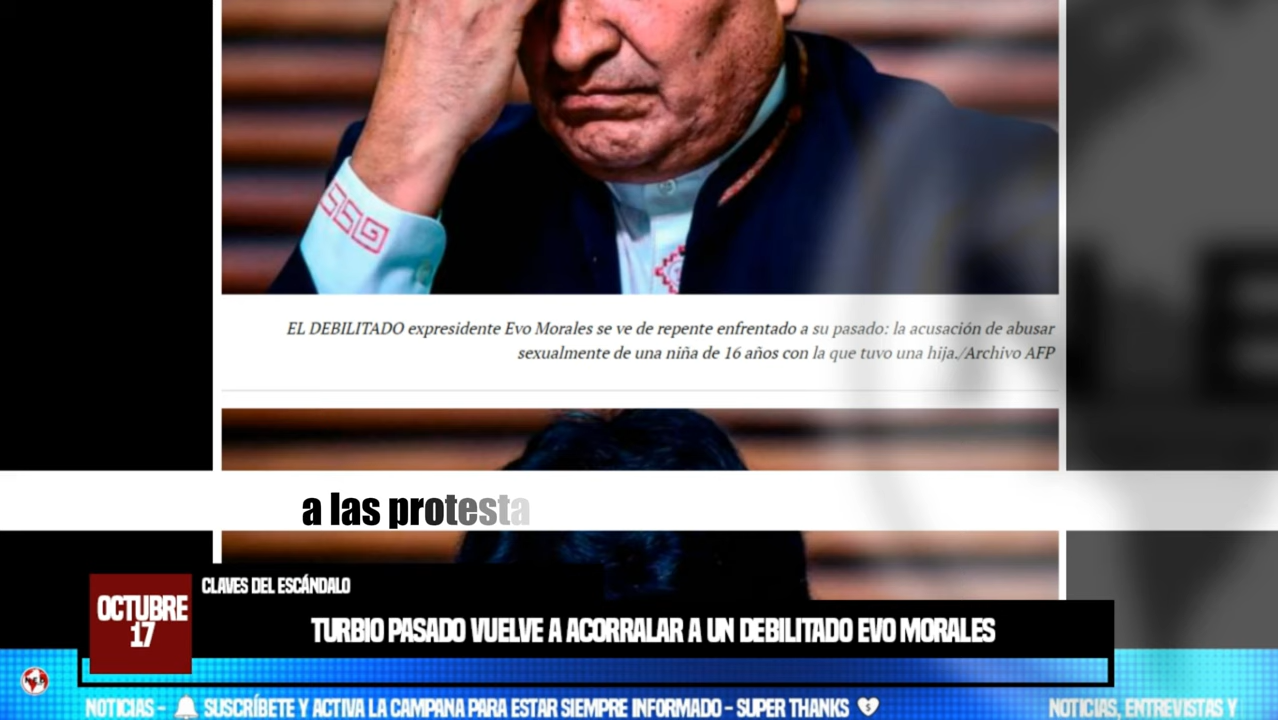 EL DEBILITADO expresidente Evo Morales se ve de repente enfrentado a su pasado: la acusación de abusar
sexualmente de una niña de 16 años con la que tuvo una hija./Archivo AFP
a las protesta
CLAVES DEL ESCÁNDALO
OCTUBRE
17
TURBIO PASADO VUELVE A ACORRALAR A UN DEBILITADO EVO MORALES
NOTICIAS - SUSCRÍBETE Y ACTIVA LA CAMPANA PARA ESTAR SIEMPRE INFORMADO - SUPER THANKS
NOTICIAS, ENTREVISTAS Y